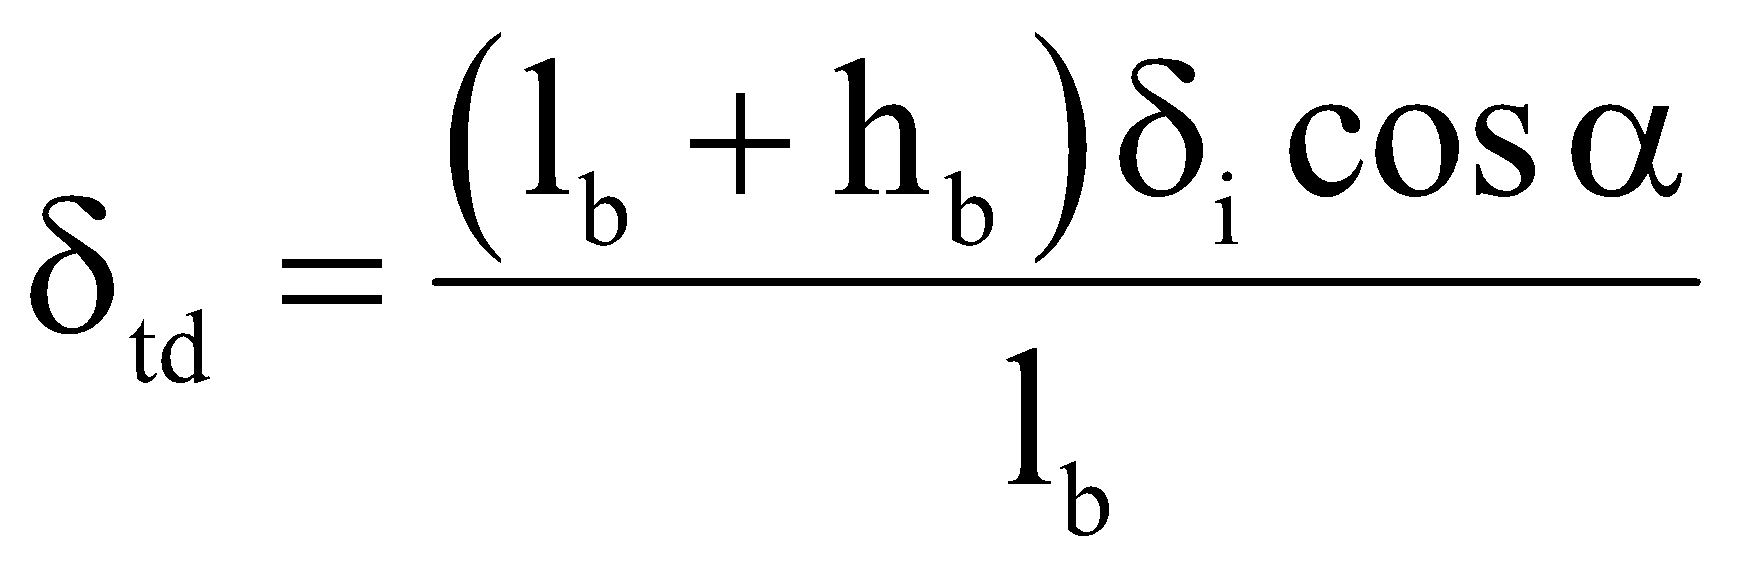 δ_td = ((l_b + h_b) δ_i cos α) / l_b